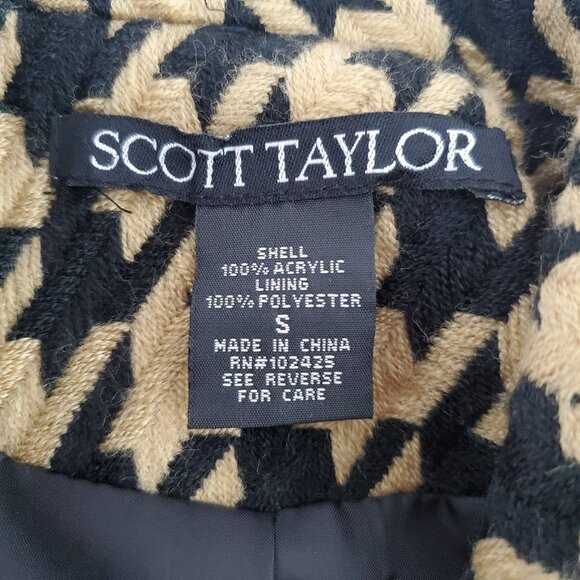 SCOTT TAYLOR
SHELL
100% ACRYLIC
LINING
100% POLYESTER
S
MADE IN CHINA
RN#102425
SEE REVERSE
FOR CARE